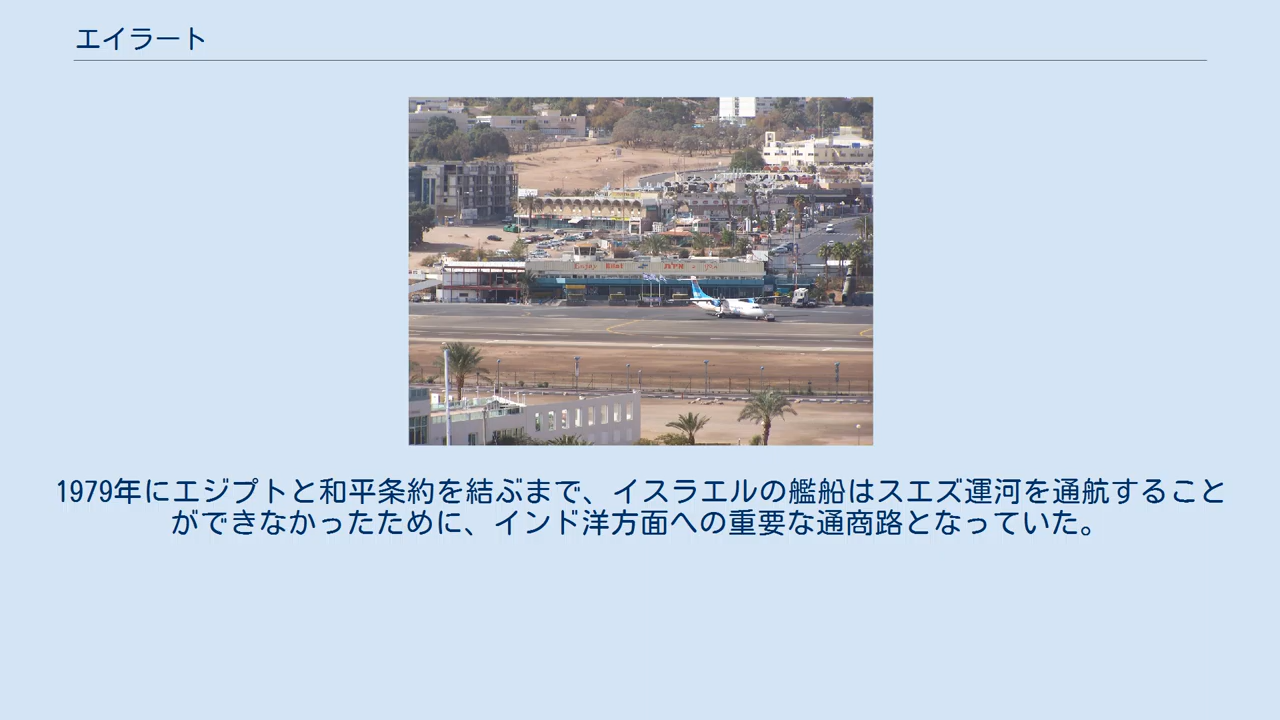 エイラート
1979年にエジプトと和平条約を結ぶまで、イスラエルの艦船はスエズ運河を通航すること
ができなかったために、インド洋方面への重要な通商路となっていた。